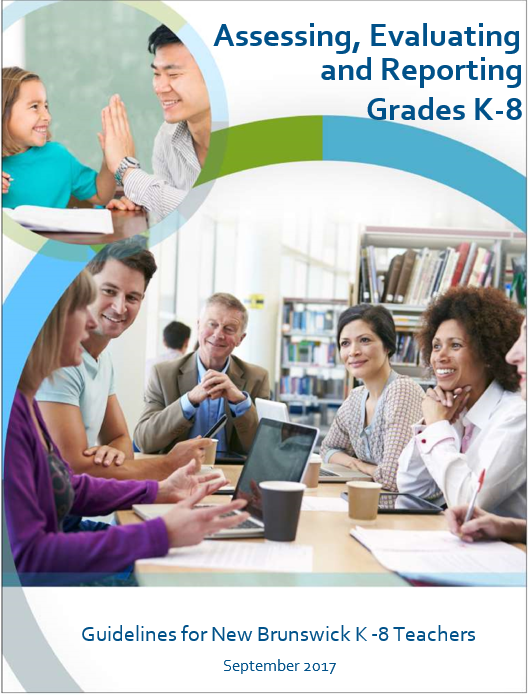 Assessing, Evaluating
and Reporting
Grades K-8
Guidelines for New Brunswick K -8 Teachers
September 2017